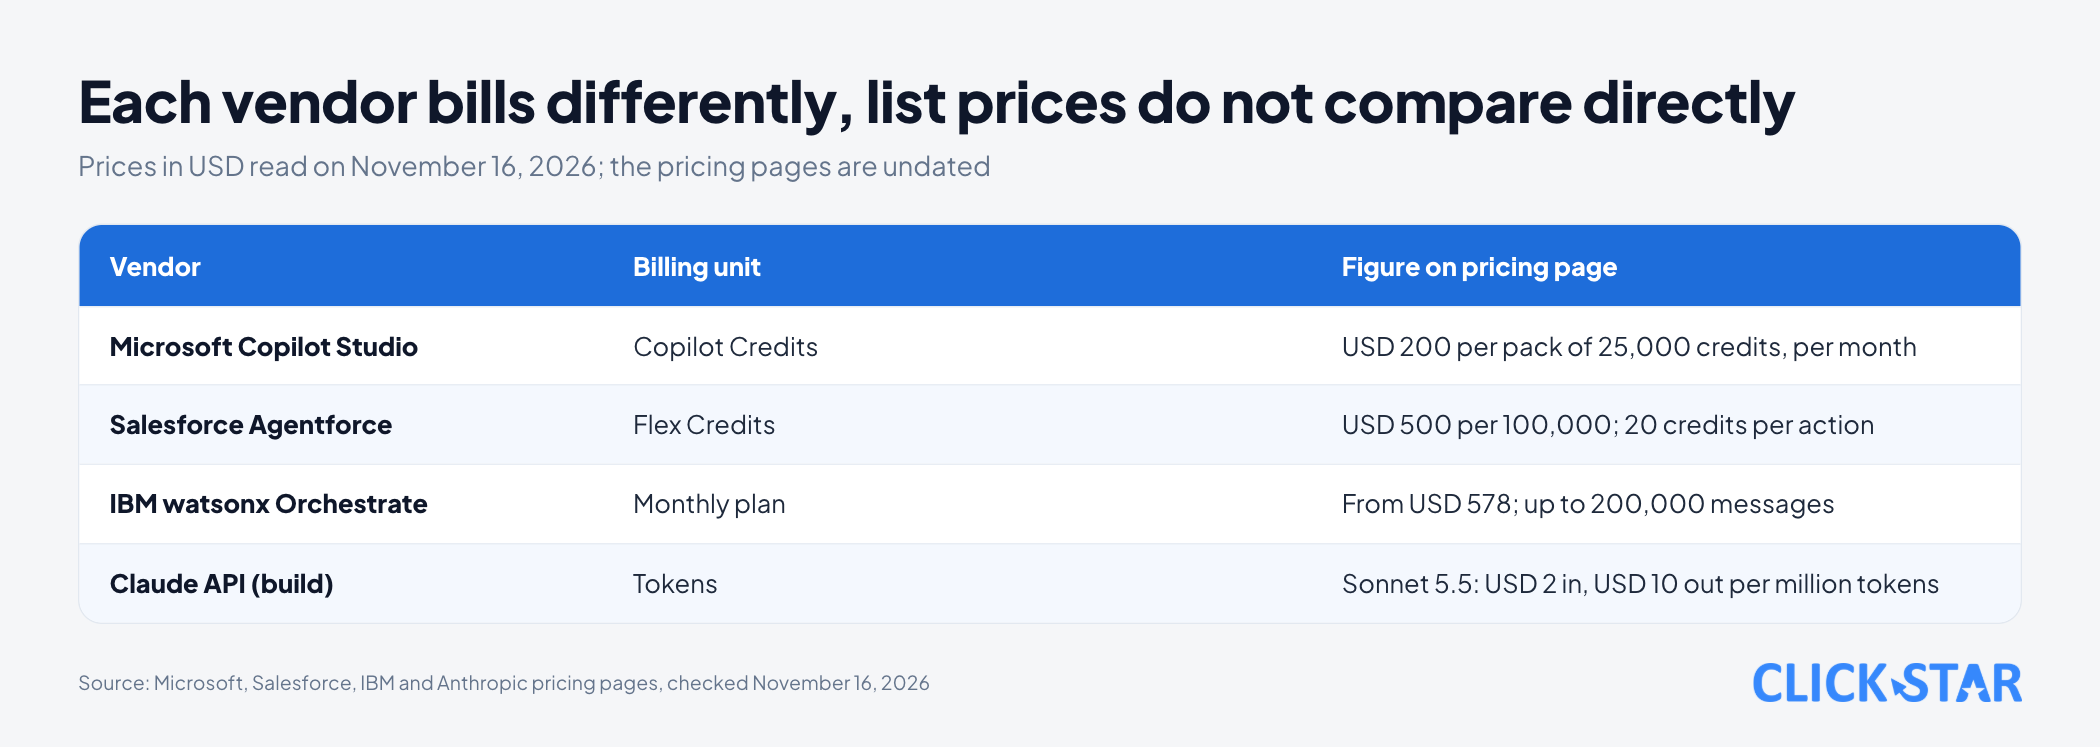 Each vendor bills differently, list prices do not compare directly
Prices in USD read on November 16, 2026; the pricing pages are undated
Vendor Billing unit Figure on pricing page
Microsoft Copilot Studio Copilot Credits USD 200 per pack of 25,000 credits, per month
Salesforce Agentforce Flex Credits USD 500 per 100,000; 20 credits per action
IBM watsonx Orchestrate Monthly plan From USD 578; up to 200,000 messages
Claude API (build) Tokens Sonnet 5.5: USD 2 in, USD 10 out per million tokens
Source: Microsoft, Salesforce, IBM and Anthropic pricing pages, checked November 16, 2026
CLICKSTAR